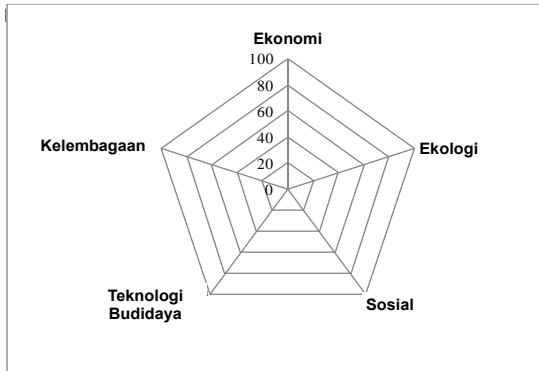 Ekonomi
100
80
60
40
20
0
Kelembagaan
Ekologi
Teknologi
Budidaya
Sosial